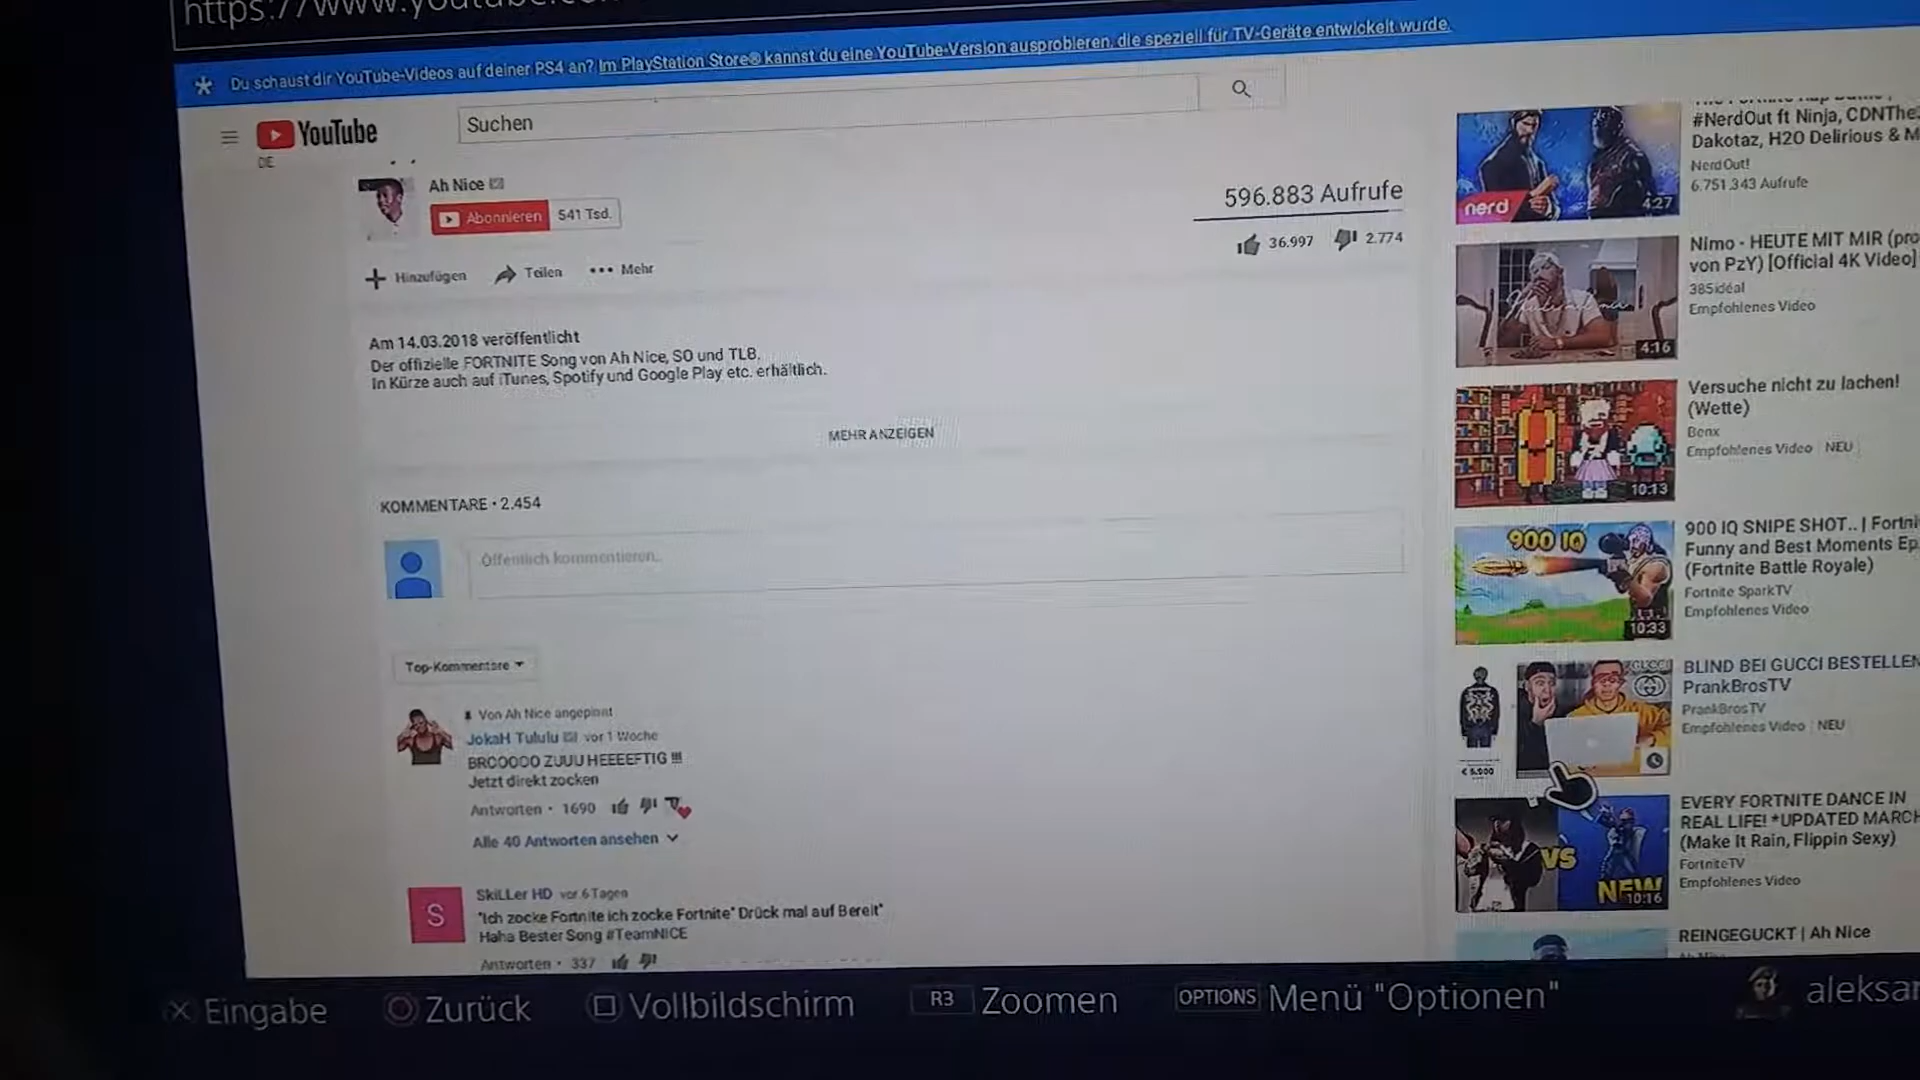 https://www.youtube.co
Du schaust dir YouTube-Videos auf deiner PS4 an? Im PlayStation Store® kannst du eine YouTube-Version ausprobieren, die speziell für TV-Geräte entwickelt wurde.
YouTube
DE
Suchen
Ah Nice
Abonnieren 541 Tsd.
596.883 Aufrufe
36.997 2.774
Hinzufügen Teilen Mehr
Am 14.03.2018 veröffentlicht
Der offizielle FORTNITE Song von Ah Nice, SO und TLB.
In Kürze auch auf iTunes, Spotify und Google Play etc. erhältlich.
MEHR ANZEIGEN
KOMMENTARE • 2.454
Öffentlich kommentieren...
Top-Kommentare
Von Ah Nice angepinnt
JokaH Tululu vor 1 Woche
BROOOOO ZUUU HEEEEFTIG !!!
Jetzt direkt zocken
Antworten • 1690
Alle 40 Antworten ansehen
S
SkiLLer HD vor 6 Tagen
"Ich zocke Fortnite ich zocke Fortnite" Drück mal auf Bereit"
Haha Bester Song #TeamNICE
Antworten • 337
#NerdOut ft Ninja, CDNThe
Dakotaz, H2O Delirious & M
NerdOut!
6.751.343 Aufrufe
nerd
4:27
Nimo - HEUTE MIT MIR (pro
von PzY) [Official 4K Video]
385idéal
Empfohlenes Video
4:16
Versuche nicht zu lachen!
(Wette)
Benx
Empfohlenes Video NEU
10:13
900 IQ SNIPE SHOT.. | Fortni
Funny and Best Moments Ep
(Fortnite Battle Royale)
Fortnite SparkTV
Empfohlenes Video
900 IQ
10:33
BLIND BEI GUCCI BESTELLEN
PrankBrosTV
PrankBrosTV
Empfohlenes Video NEU
GUCCI
€ 5.900
EVERY FORTNITE DANCE IN
REAL LIFE! *UPDATED MARCH
(Make It Rain, Flippin Sexy)
FortniteTV
Empfohlenes Video
VS
NEW
10:16
REINGEGUCKT | Ah Nice
Eingabe Zurück Vollbildschirm R3 Zoomen OPTIONS Menü "Optionen" aleksan